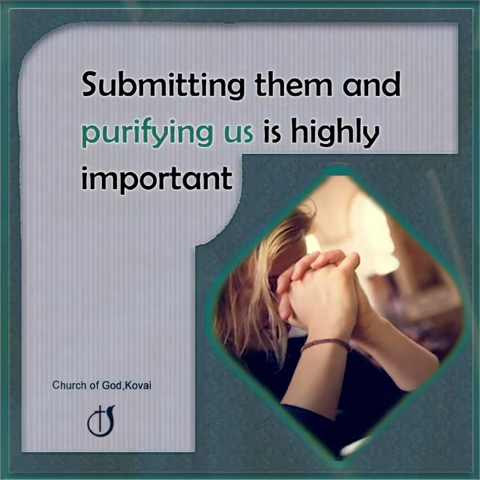 Submitting them and
purifying us is highly
important
Church of God,Kovai